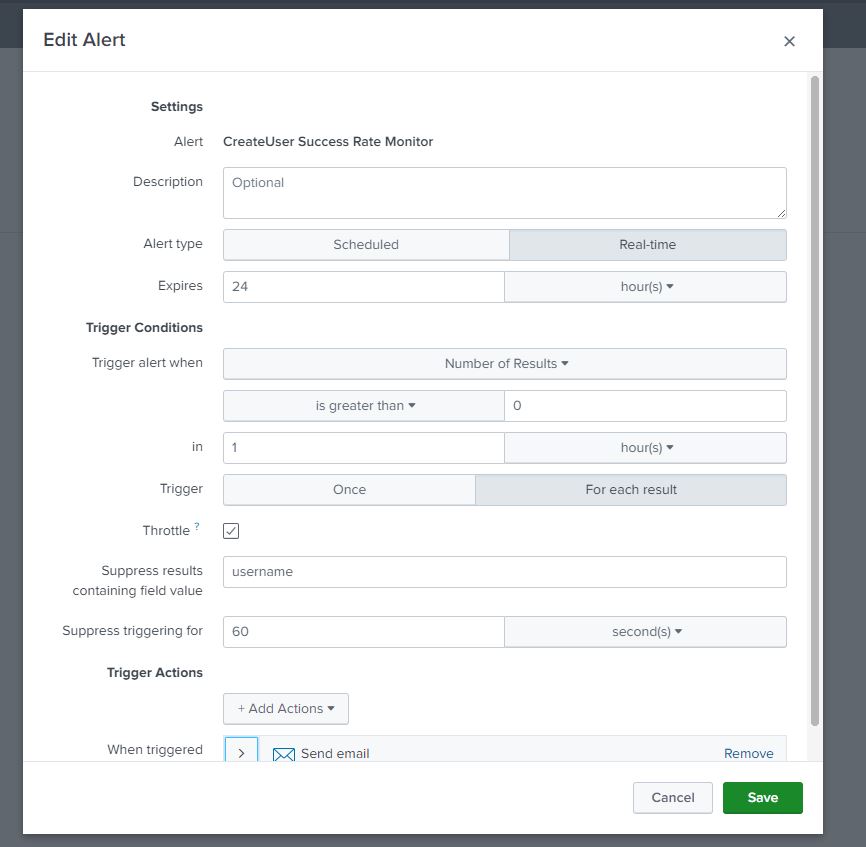 Edit Alert
Settings
Alert CreateUser Success Rate Monitor
Description Optional
Alert type Scheduled Real-time
Expires 24 hour(s)
Trigger Conditions
Trigger alert when Number of Results
is greater than 0
in 1 hour(s)
Trigger Once For each result
Throttle ?
Suppress results
containing field value username
Suppress triggering for 60 second(s)
Trigger Actions
+ Add Actions
When triggered Send email Remove
Cancel Save